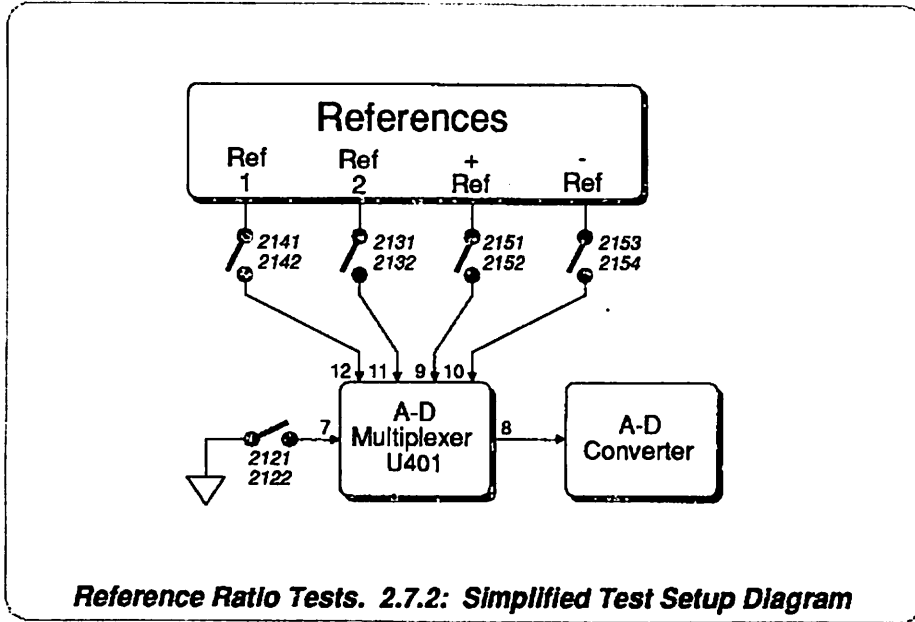 References
Ref 1
Ref 2
+ Ref
- Ref
2141
2142
2131
2132
2151
2152
2153
2154
12 11 9 10
A-D
Multiplexer
U401
7
8
A-D
Converter
2121
2122
Reference Ratio Tests. 2.7.2: Simplified Test Setup Diagram